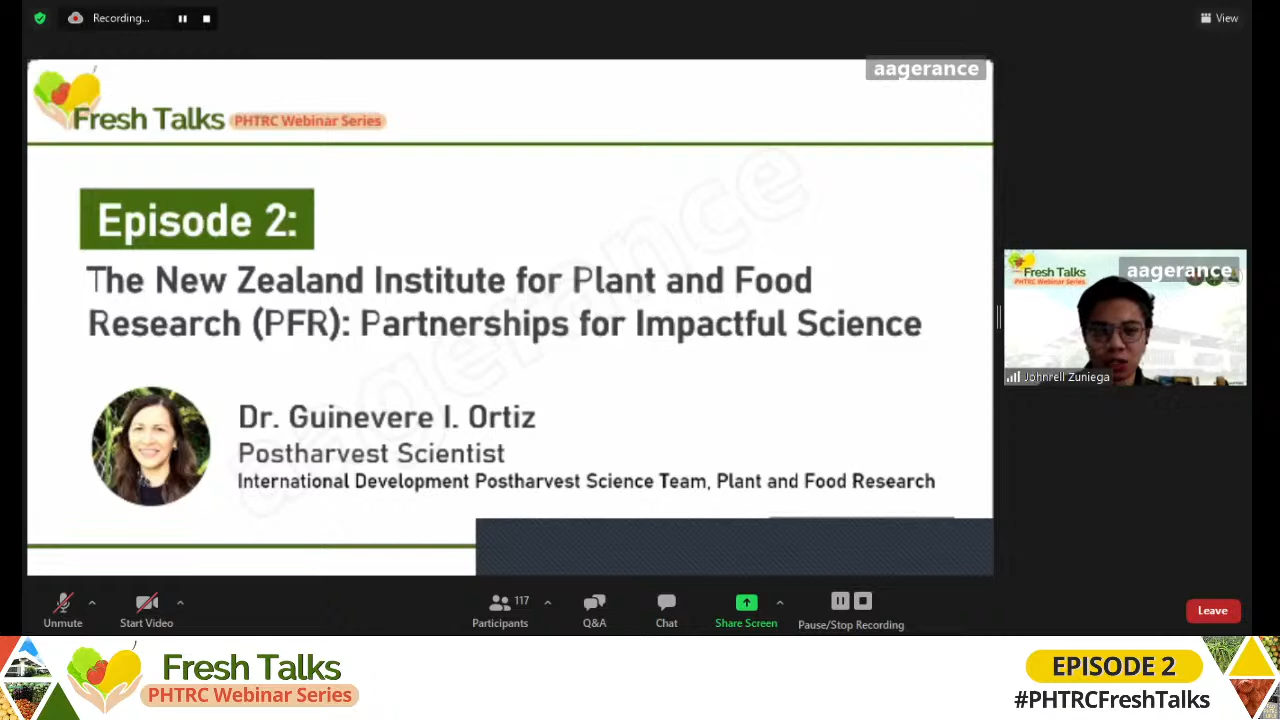 Recording...
View
aagerance
Fresh Talks PHTRC Webinar Series
Episode 2:
The New Zealand Institute for Plant and Food
Research (PFR): Partnerships for Impactful Science
aagerance
Dr. Guinevere I. Ortiz
Postharvest Scientist
International Development Postharvest Science Team, Plant and Food Research
Fresh Talks
PHTRC Webinar Series
aagerance
Johnrell Zuniega
Unmute
Start Video
117
Participants
Q&A
Chat
Share Screen
Pause/Stop Recording
Leave
Fresh Talks
PHTRC Webinar Series
EPISODE 2
#PHTRCFreshTalks